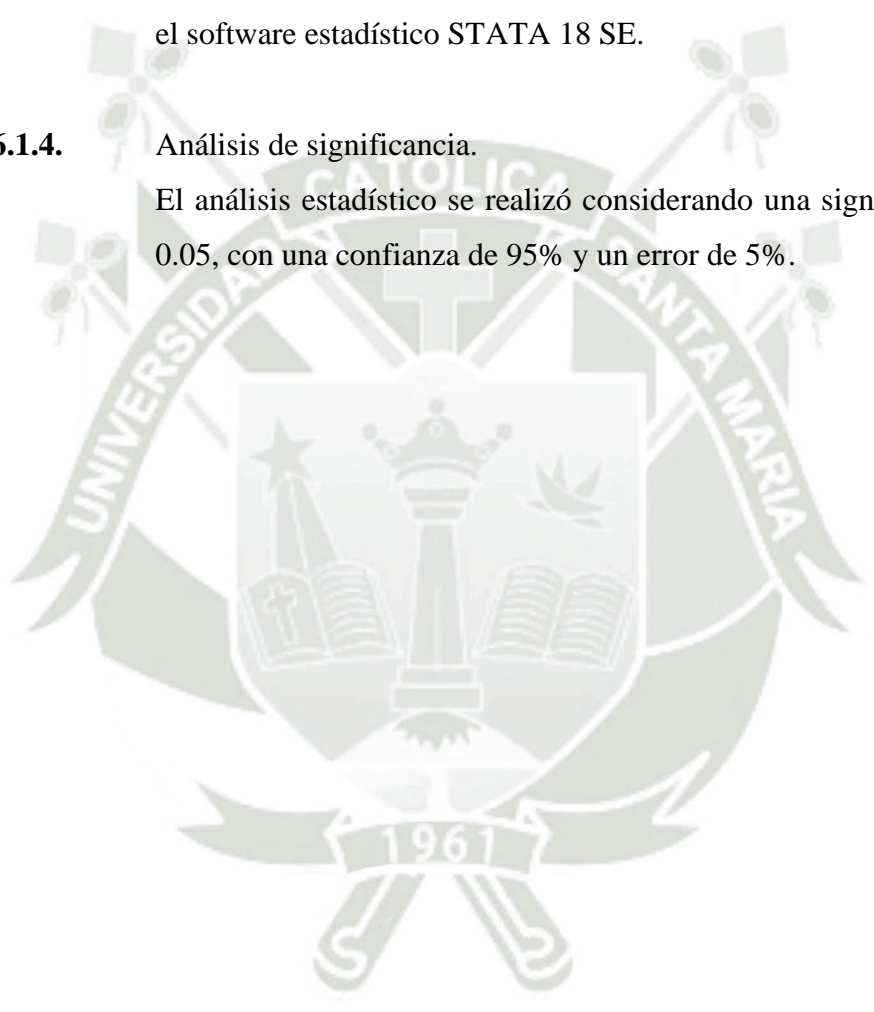 el software estadístico STATA 18 SE.
6.1.4. Análisis de significancia.
El análisis estadístico se realizó considerando una sign
0.05, con una confianza de 95% y un error de 5%.
UNIVERSIDAD CATOLICA SANTA MARIA
1961